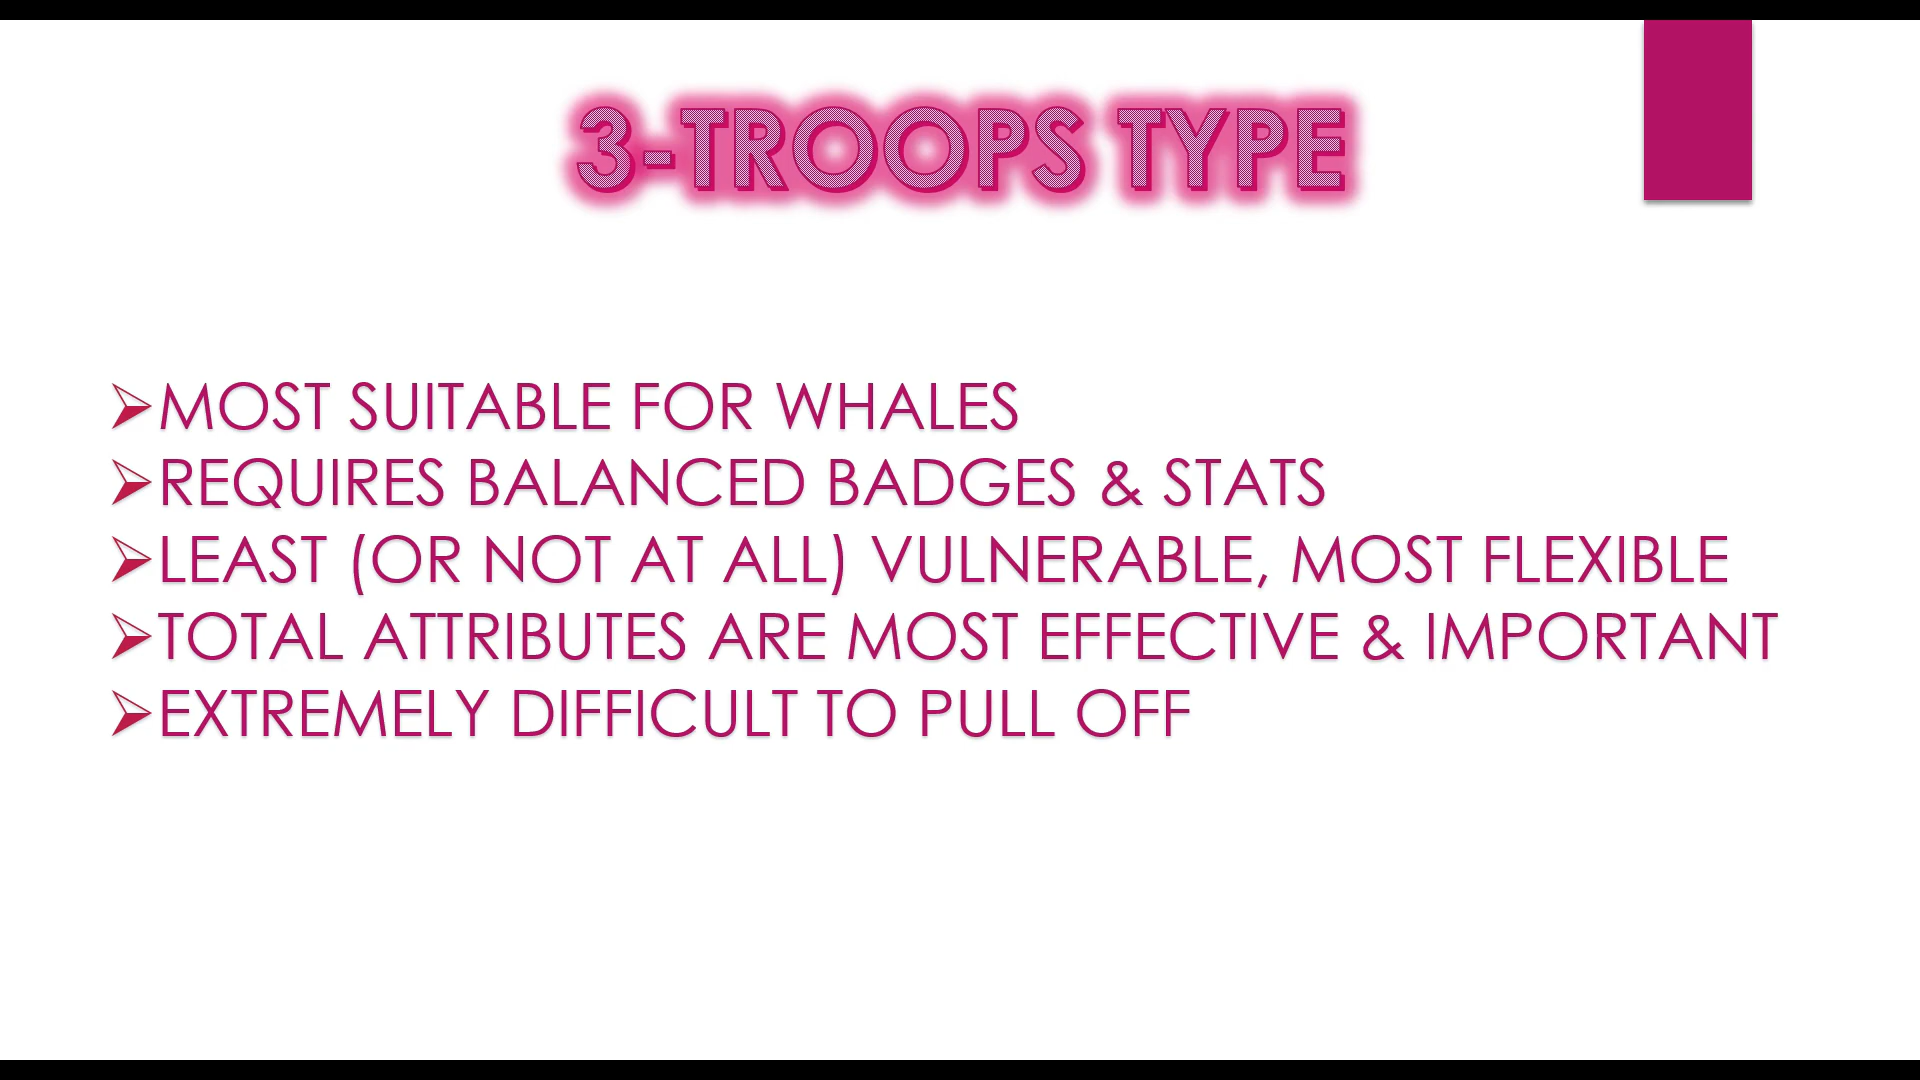 3-TROOPS TYPE
➢MOST SUITABLE FOR WHALES
➢REQUIRES BALANCED BADGES & STATS
➢LEAST (OR NOT AT ALL) VULNERABLE, MOST FLEXIBLE
➢TOTAL ATTRIBUTES ARE MOST EFFECTIVE & IMPORTANT
➢EXTREMELY DIFFICULT TO PULL OFF